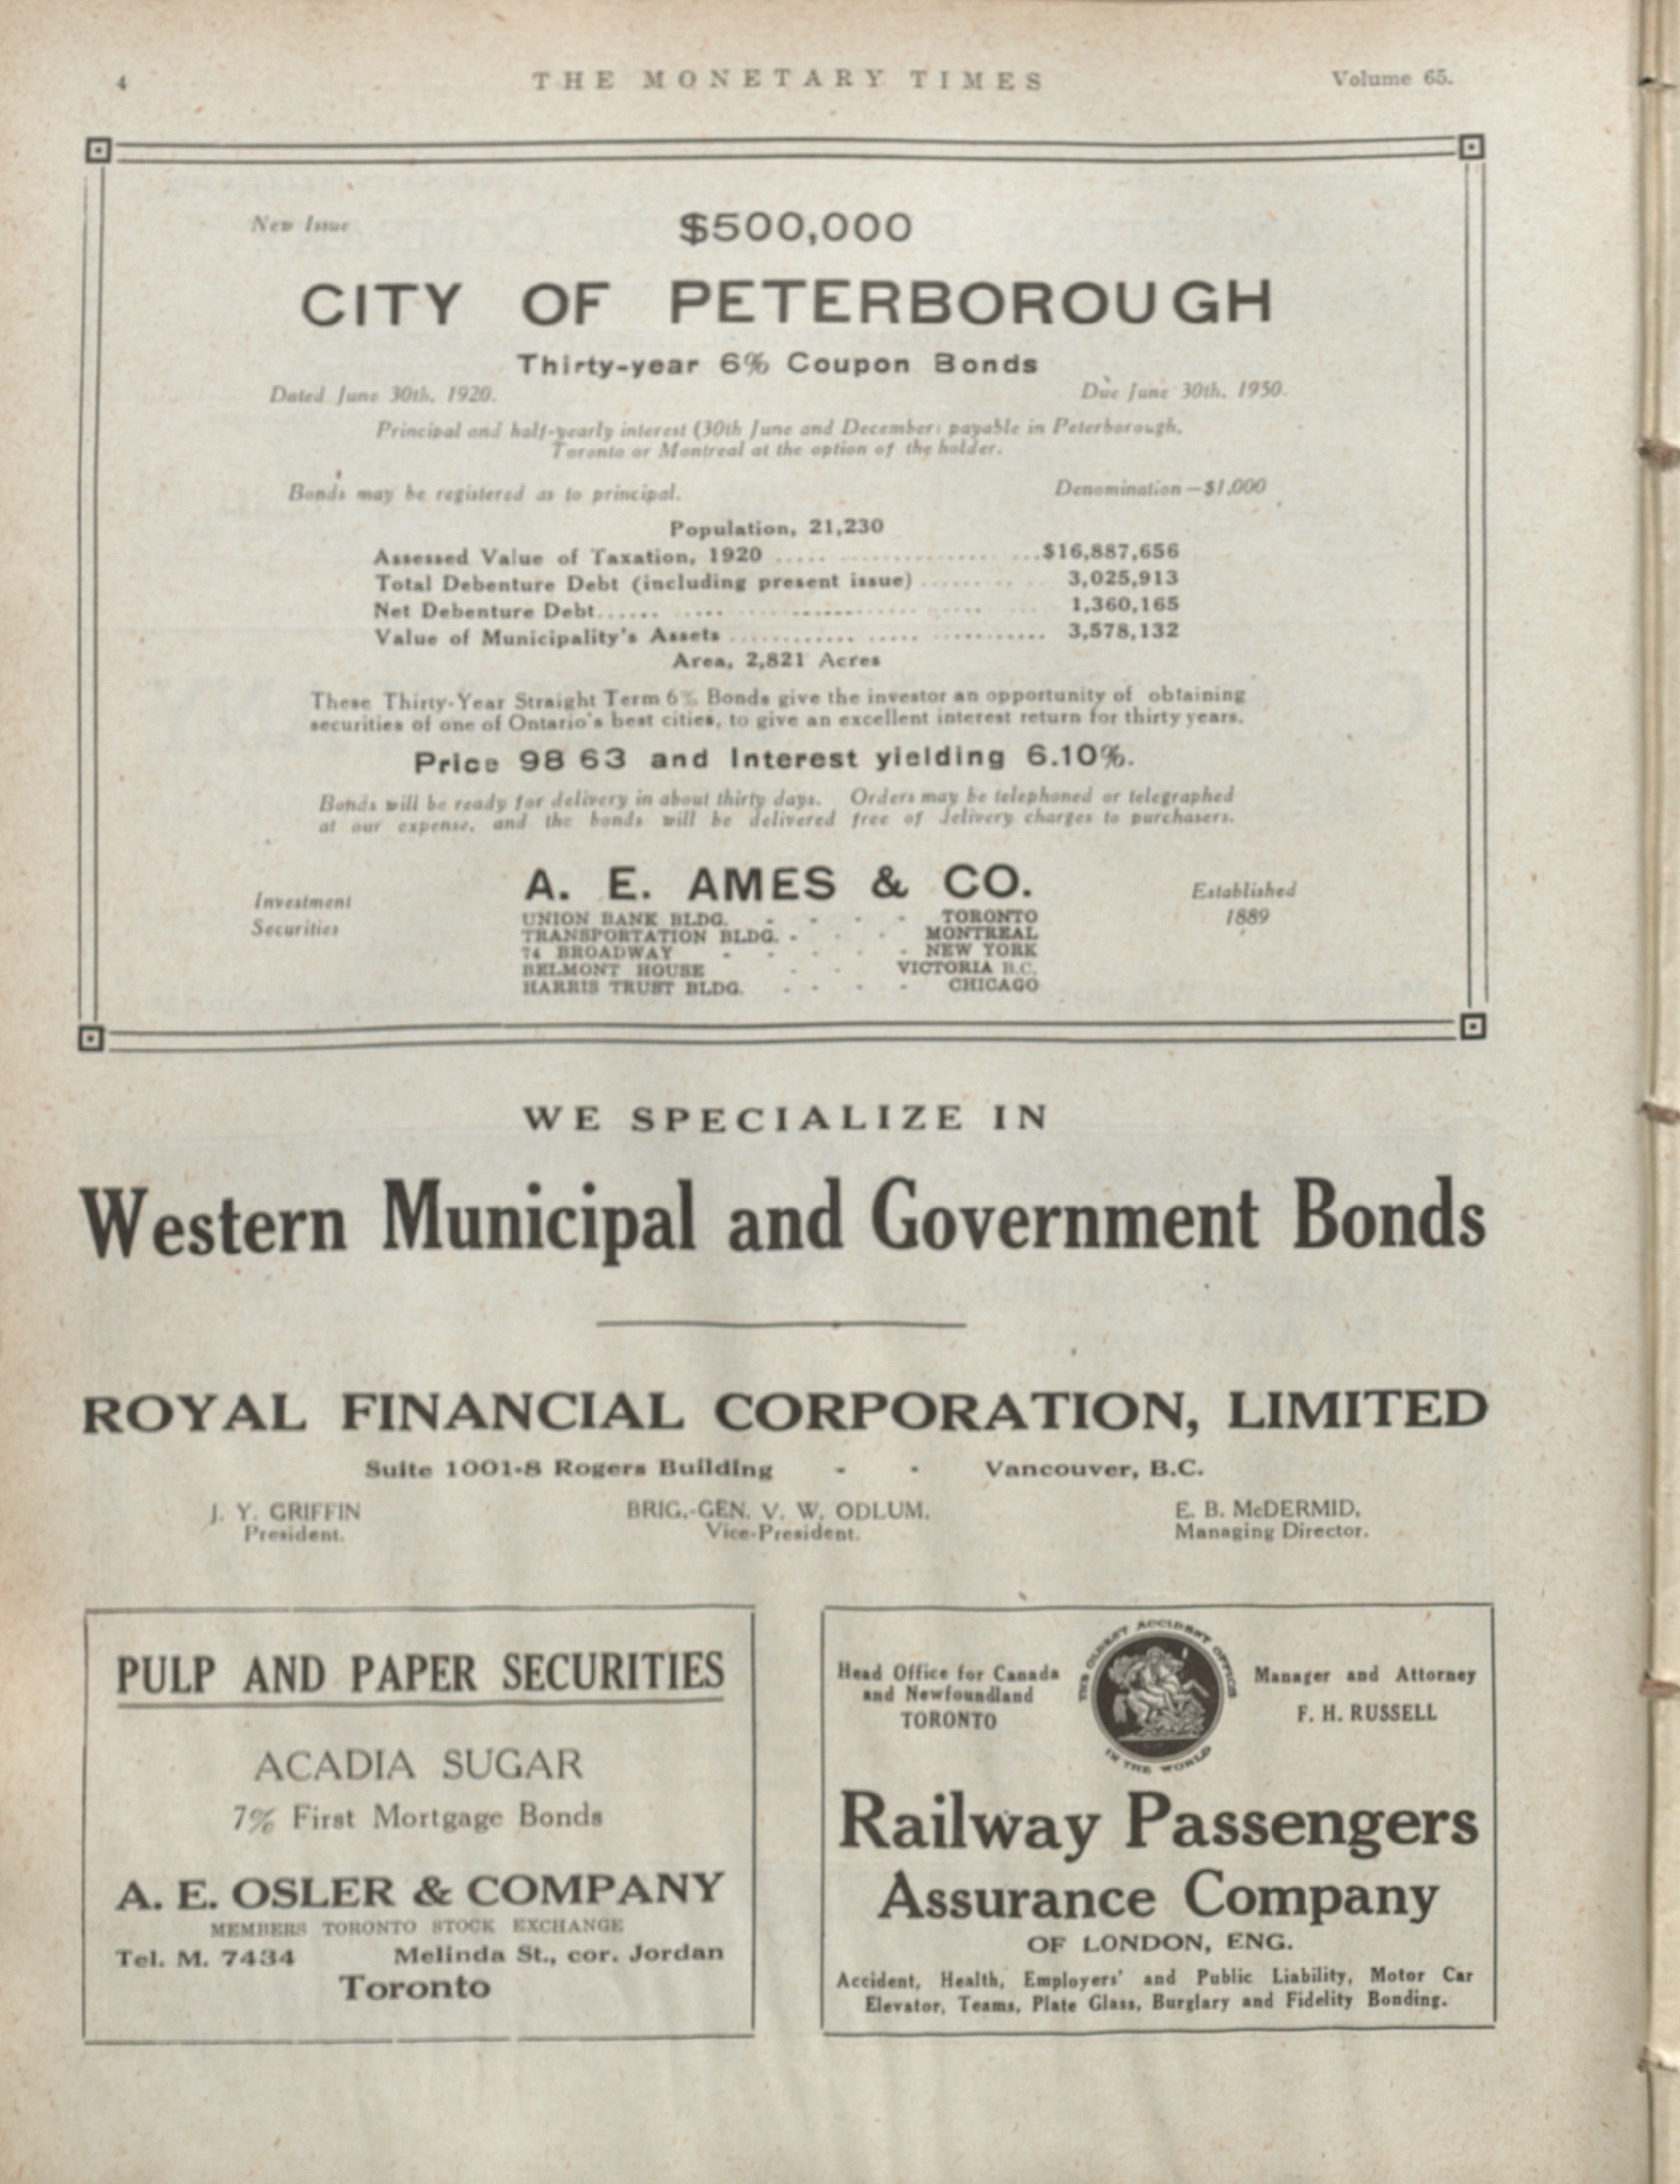 4 THE MONETARY TIMES Volume 65.
New Issue
$500,000
CITY OF PETERBOROUGH
Thirty-year 6% Coupon Bonds
Dated June 30th, 1920. Due June 30th, 1950.
Principal and half-yearly interest (30th June and December) payable in Peterborough,
Toronto or Montreal at the option of the holder.
Bonds may be registered as to principal. Denomination—$1,000
Population, 21,230
Assessed Value of Taxation, 1920 ..... ................... ...$16,887,656
Total Debenture Debt (including present issue) ......... ... 3,025,913
Net Debenture Debt...... .... ................... ..... ... 1,360,165
Value of Municipality's Assets ............ ..... ........... 3,578,132
Area, 2,821 Acres
These Thirty-Year Straight Term 6% Bonds give the investor an opportunity of obtaining
securities of one of Ontario's best cities, to give an excellent interest return for thirty years.
Price 98 63 and Interest yielding 6.10%.
Bonds will be ready for delivery in about thirty days. Orders may be telephoned or telegraphed
at our expense, and the bonds will be delivered free of delivery charges to purchasers.
Investment
Securities
A. E. AMES & CO.
Established
1889
UNION BANK BLDG. - - - - TORONTO
TRANSPORTATION BLDG. - - - MONTREAL
74 BROADWAY - - - - - NEW YORK
BELMONT HOUSE - - VICTORIA B.C.
HARRIS TRUST BLDG. - - - - CHICAGO
WE SPECIALIZE IN
Western Municipal and Government Bonds
ROYAL FINANCIAL CORPORATION, LIMITED
Suite 1001-8 Rogers Building - - Vancouver, B.C.
J. Y. GRIFFIN BRIG.-GEN. V. W. ODLUM. E. B. McDERMID,
President. Vice-President. Managing Director.
PULP AND PAPER SECURITIES
ACADIA SUGAR
7% First Mortgage Bonds
A. E. OSLER & COMPANY
MEMBERS TORONTO STOCK EXCHANGE
Tel. M. 7434 Melinda St., cor. Jordan
Toronto
Head Office for Canada
and Newfoundland
TORONTO
THE OLDEST ACCIDENT OFFICE
IN THE WORLD
Manager and Attorney
F. H. RUSSELL
Railway Passengers
Assurance Company
OF LONDON, ENG.
Accident, Health, Employers' and Public Liability, Motor Car
Elevator, Teams, Plate Glass, Burglary and Fidelity Bonding.